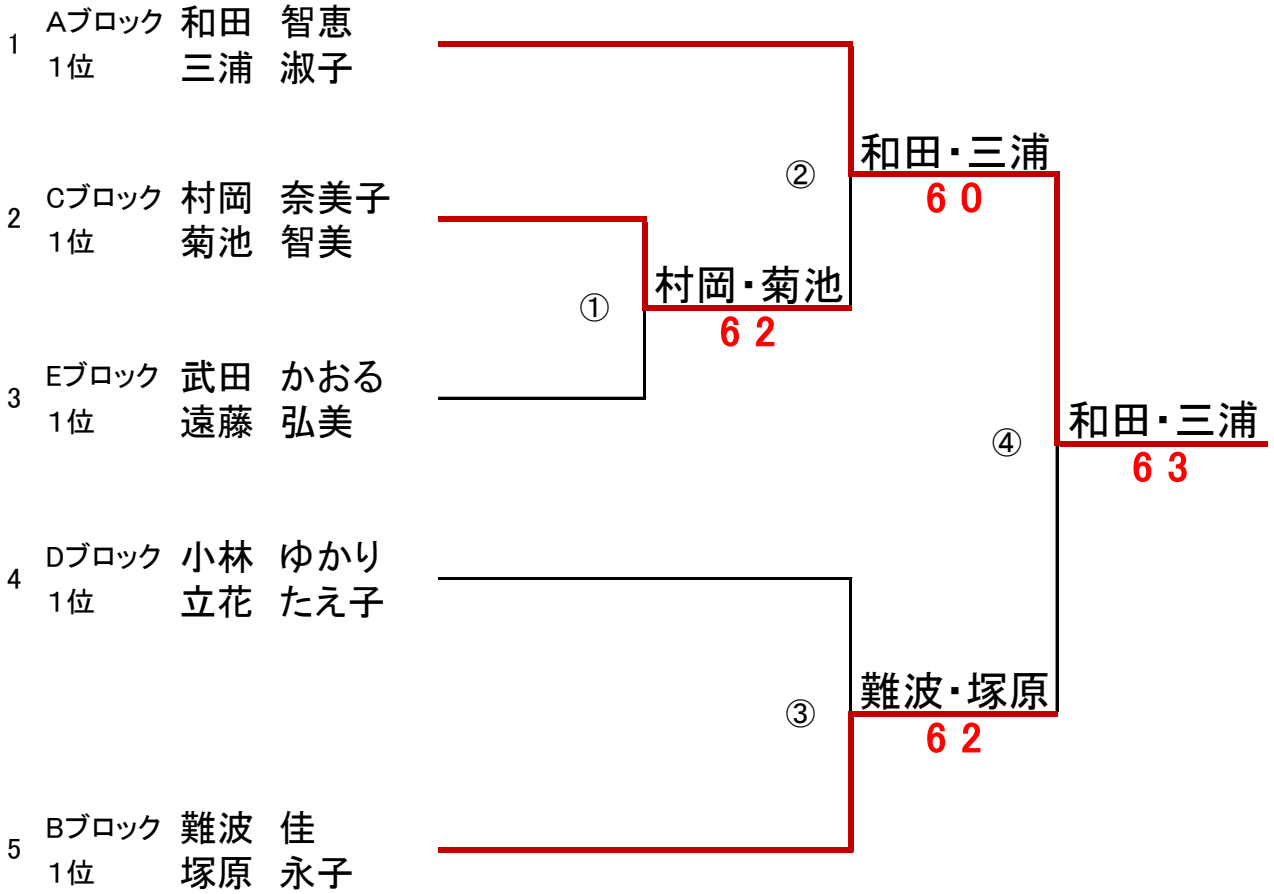 1 Aブロック 和田 智恵
1位 三浦 淑子
2 Cブロック 村岡 奈美子
1位 菊池 智美
3 Eブロック 武田 かおる
1位 遠藤 弘美
4 Dブロック 小林 ゆかり
1位 立花 たえ子
5 Bブロック 難波 佳
1位 塚原 永子
①
村岡・菊池
6 2
②
和田・三浦
6 0
③
難波・塚原
6 2
④
和田・三浦
6 3